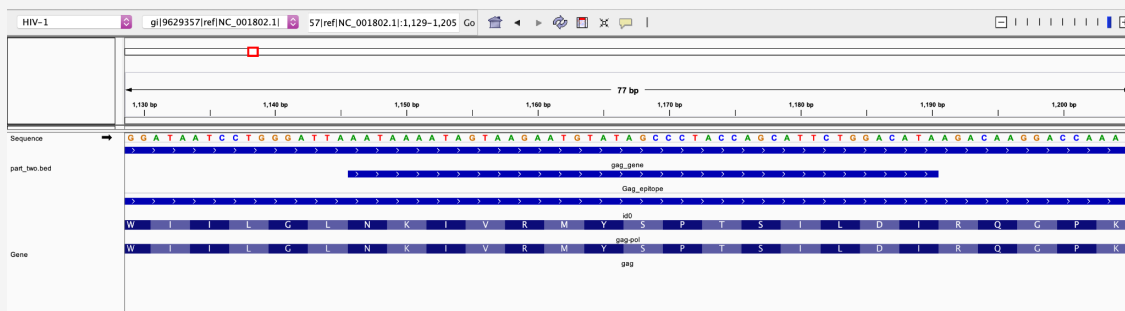 HIV-1 gi|9629357|ref|NC_001802.1| 57|ref|NC_001802.1|:1,129-1,205 Go
77 bp
1,130 bp 1,140 bp 1,150 bp 1,160 bp 1,170 bp 1,180 bp 1,190 bp 1,200 bp
Sequence G G A T A A T C C T G G G A T T A A A T A A A A T A G T A A G A A T G T A T A G C C C T A C C A G C A T T C T G G A C A T A A G A C A A G G A C C A A A
gag_gene
part_two.bed
Gag_epitope
id0
W I I L G L N K I V R M Y S P T S I L D I R Q G P K
gag-pol
W I I L G L N K I V R M Y S P T S I L D I R Q G P K
Gene
gag